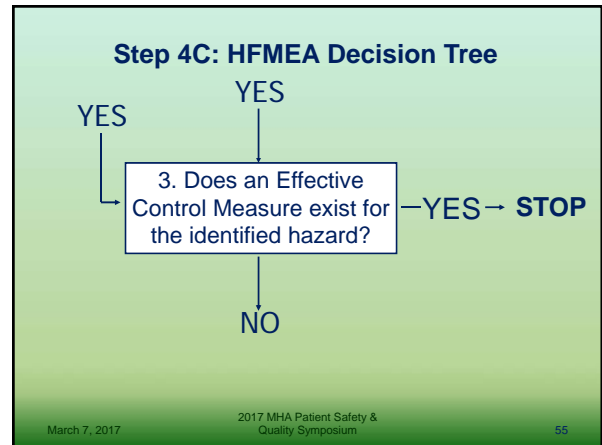 Step 4C: HFMEA Decision Tree
YES
YES
3. Does an Effective
Control Measure exist for
the identified hazard?
YES
STOP
NO
March 7, 2017
2017 MHA Patient Safety &
Quality Symposium
55